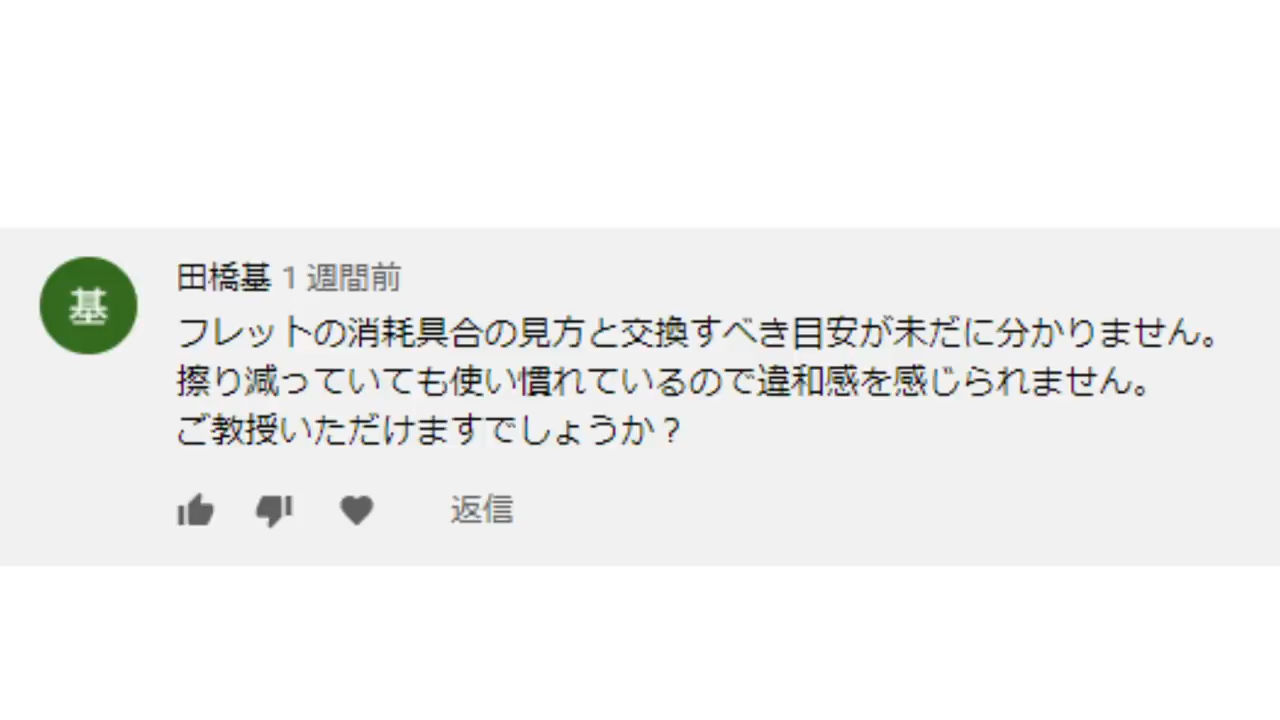 基
田橋基 1 週間前
フレットの消耗具合の見方と交換すべき目安が未だに分かりません。
擦り減っていても使い慣れているので違和感を感じられません。
ご教授いただけますでしょうか？
返信